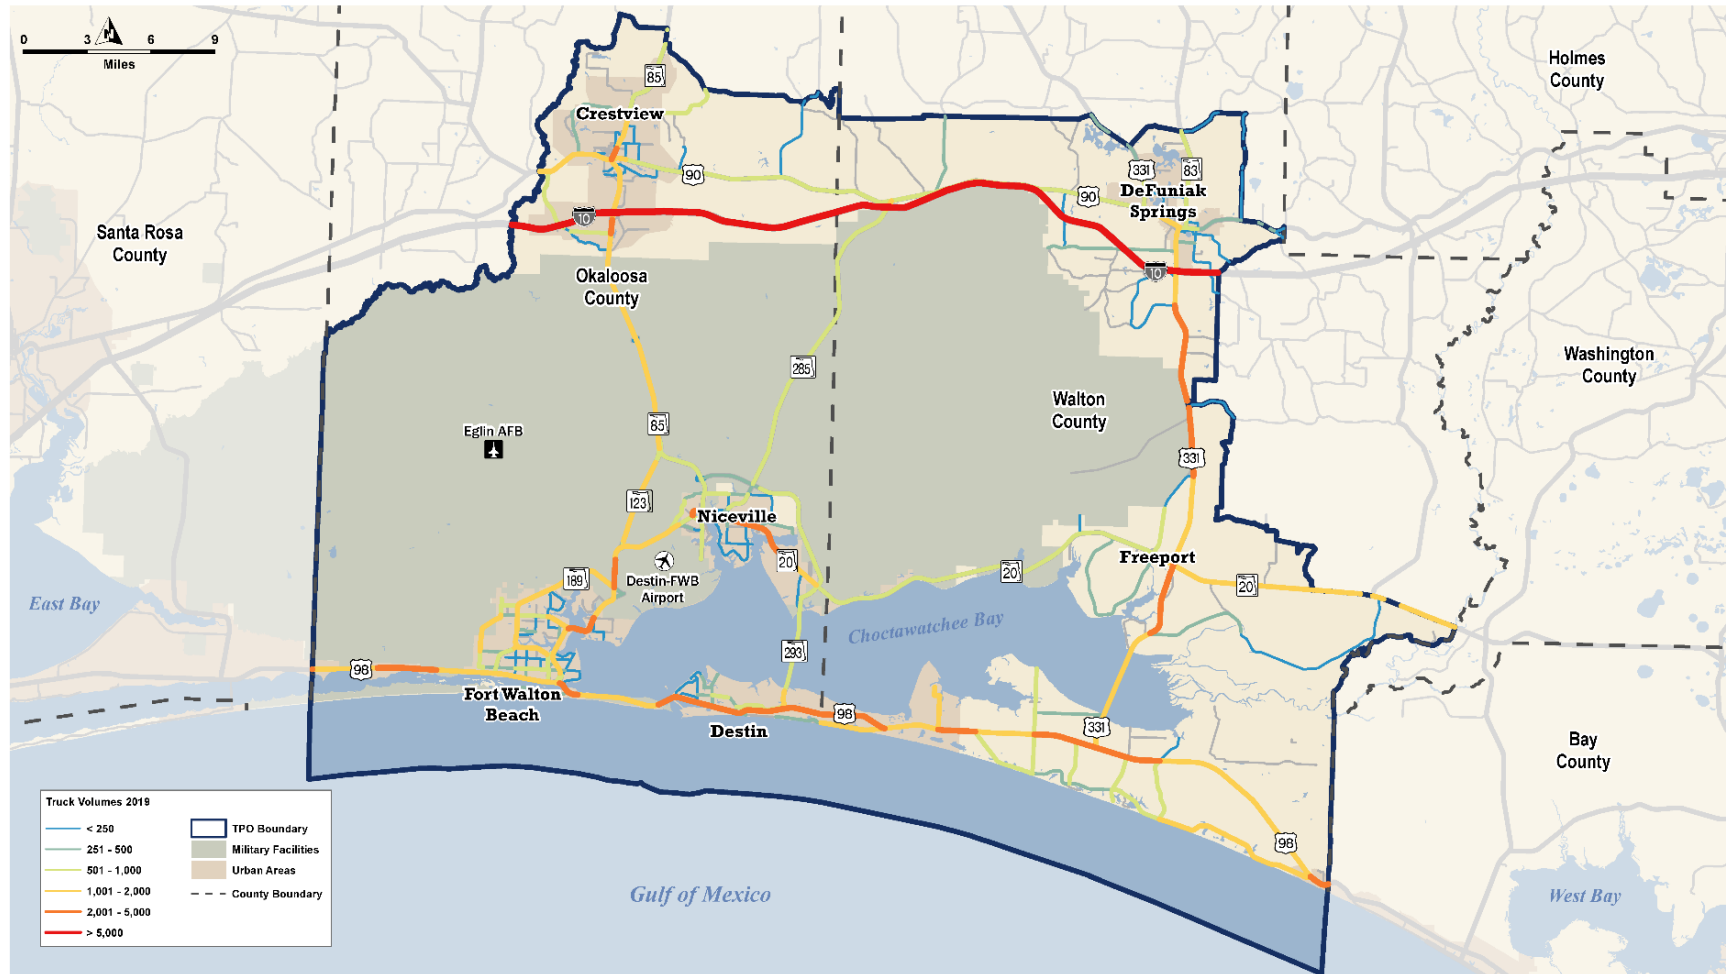 0 3 6 9
N
Miles
Holmes
County
85
Crestview
90
331
83
DeFuniak
Springs
90
10
Santa Rosa
County
Okaloosa
County
10
285
Washington
County
Walton
County
85
Eglin AFB
331
123
Niceville
Freeport
20
189
Destin-FWB
Airport
20
20
East Bay
Choctawatchee Bay
293
98
Fort Walton
Beach
98
Destin
331
Bay
County
98
Gulf of Mexico
West Bay
Truck Volumes 2019
< 250
251 - 500
501 - 1,000
1,001 - 2,000
2,001 - 5,000
> 5,000
TPO Boundary
Military Facilities
Urban Areas
County Boundary